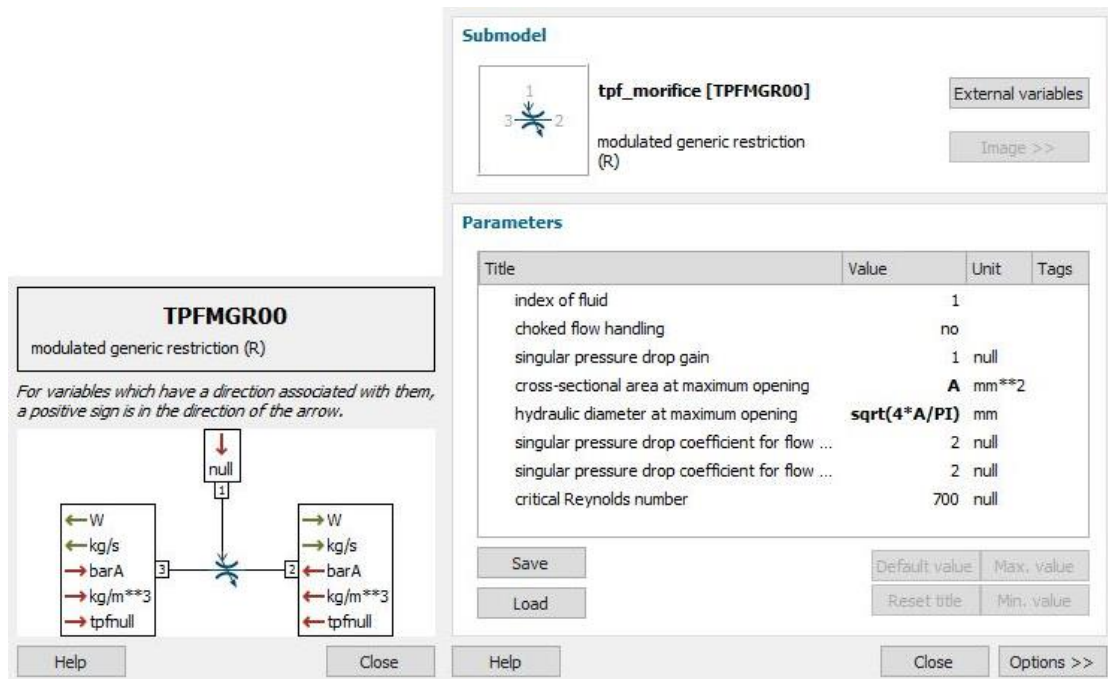 TPFMGR00
modulated generic restriction (R)
For variables which have a direction associated with them,
a positive sign is in the direction of the arrow.
null
1
W
kg/s
barA
kg/m**3
tpfnull
3
2
W
kg/s
barA
kg/m**3
tpfnull
Help
Close
Submodel
1
3
2
tpf_morifice [TPFMGR00]
modulated generic restriction
(R)
External variables
Image >>
Parameters
Title Value Unit Tags
index of fluid 1
choked flow handling no
singular pressure drop gain 1 null
cross-sectional area at maximum opening A mm**2
hydraulic diameter at maximum opening sqrt(4*A/PI) mm
singular pressure drop coefficient for flow ... 2 null
singular pressure drop coefficient for flow ... 2 null
critical Reynolds number 700 null
Save
Load
Default value
Max. value
Reset title
Min. value
Help
Close
Options >>